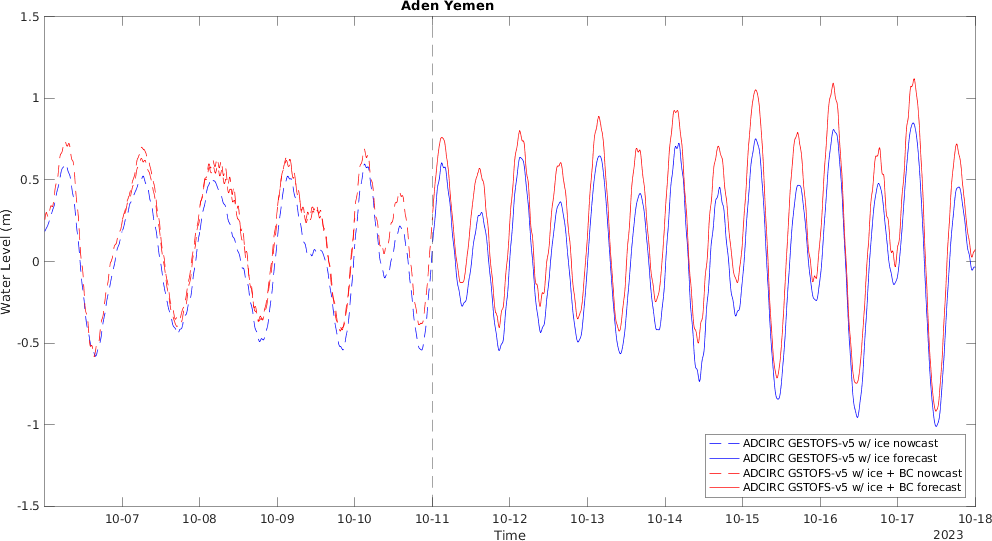 Aden Yemen
1.5
1
0.5
0
-0.5
-1
-1.5
Water Level (m)
10-07
10-08
10-09
10-10
10-11
10-12
10-13
10-14
10-15
10-16
10-17
10-18
Time
2023
ADCIRC GESTOFS-v5 w/ ice nowcast
ADCIRC GESTOFS-v5 w/ ice forecast
ADCIRC GSTOFS-v5 w/ ice + BC nowcast
ADCIRC GSTOFS-v5 w/ ice + BC forecast